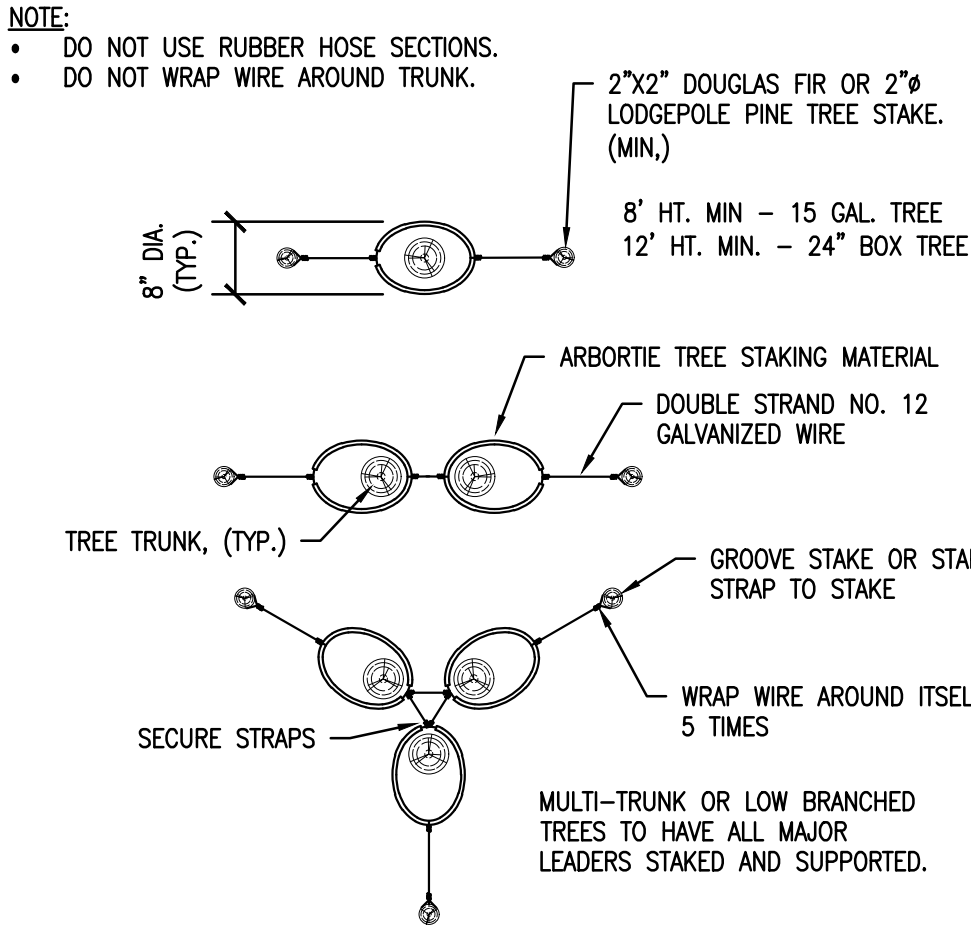 NOTE:
• DO NOT USE RUBBER HOSE SECTIONS.
• DO NOT WRAP WIRE AROUND TRUNK.
2"X2" DOUGLAS FIR OR 2"ø
LODGEPOLE PINE TREE STAKE.
(MIN,)
8' HT. MIN – 15 GAL. TREE
12' HT. MIN. – 24" BOX TREE
8" DIA.
(TYP.)
ARBORTIE TREE STAKING MATERIAL
DOUBLE STRAND NO. 12
GALVANIZED WIRE
TREE TRUNK, (TYP.)
GROOVE STAKE OR
STRAP TO STAKE
WRAP WIRE AROUND
5 TIMES
SECURE STRAPS
MULTI–TRUNK OR LOW BRANCHED
TREES TO HAVE ALL MAJOR
LEADERS STAKED AND SUPPORTED.